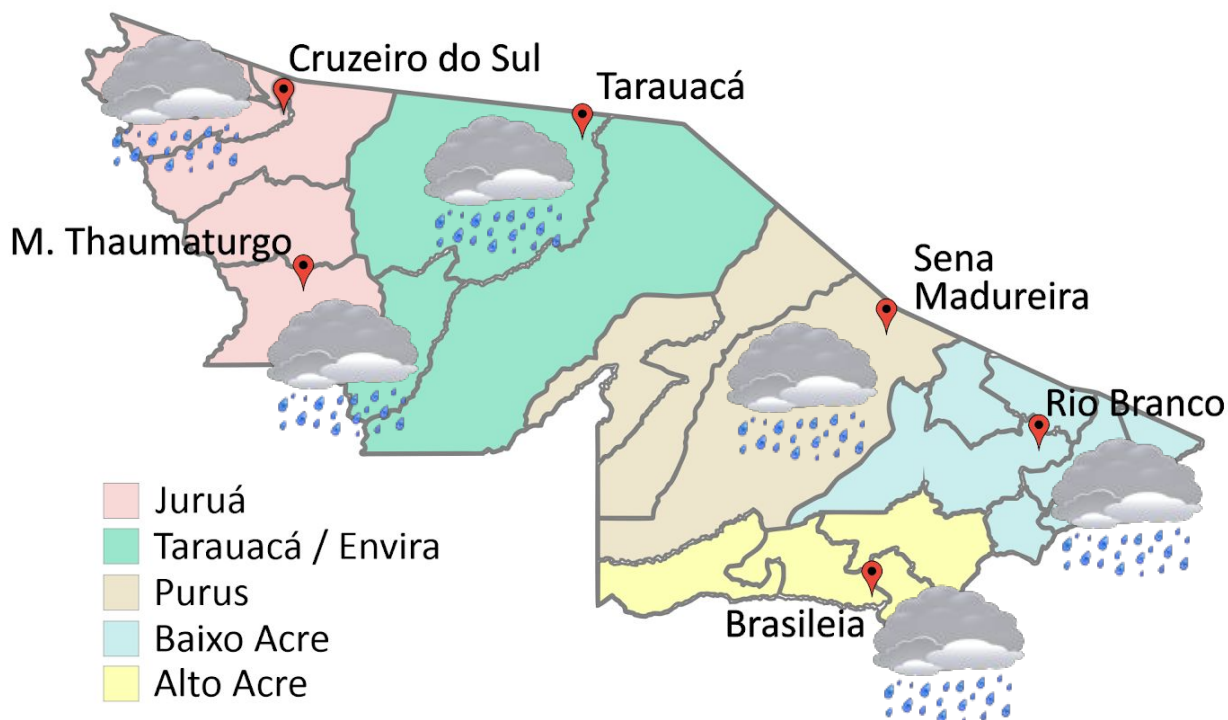 Cruzeiro do Sul
Tarauacá
M. Thaumaturgo
Sena
Madureira
Rio Branco
Brasileia
Juruá
Tarauacá / Envira
Purus
Baixo Acre
Alto Acre